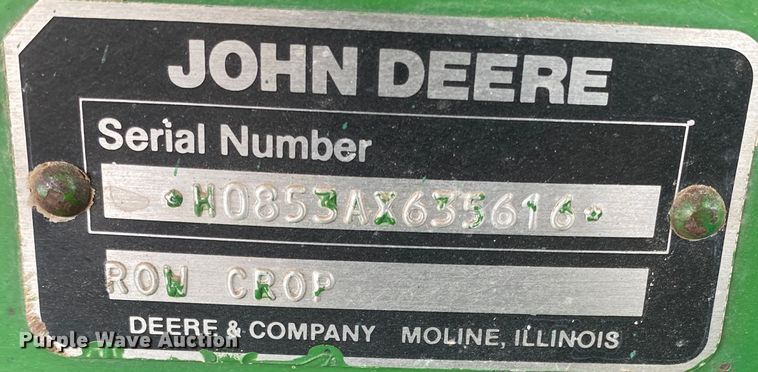 JOHN DEERE
Serial Number
•H0853AX635616•
ROW CROP
DEERE & COMPANY MOLINE, ILLINOIS
Purple Wave Auction